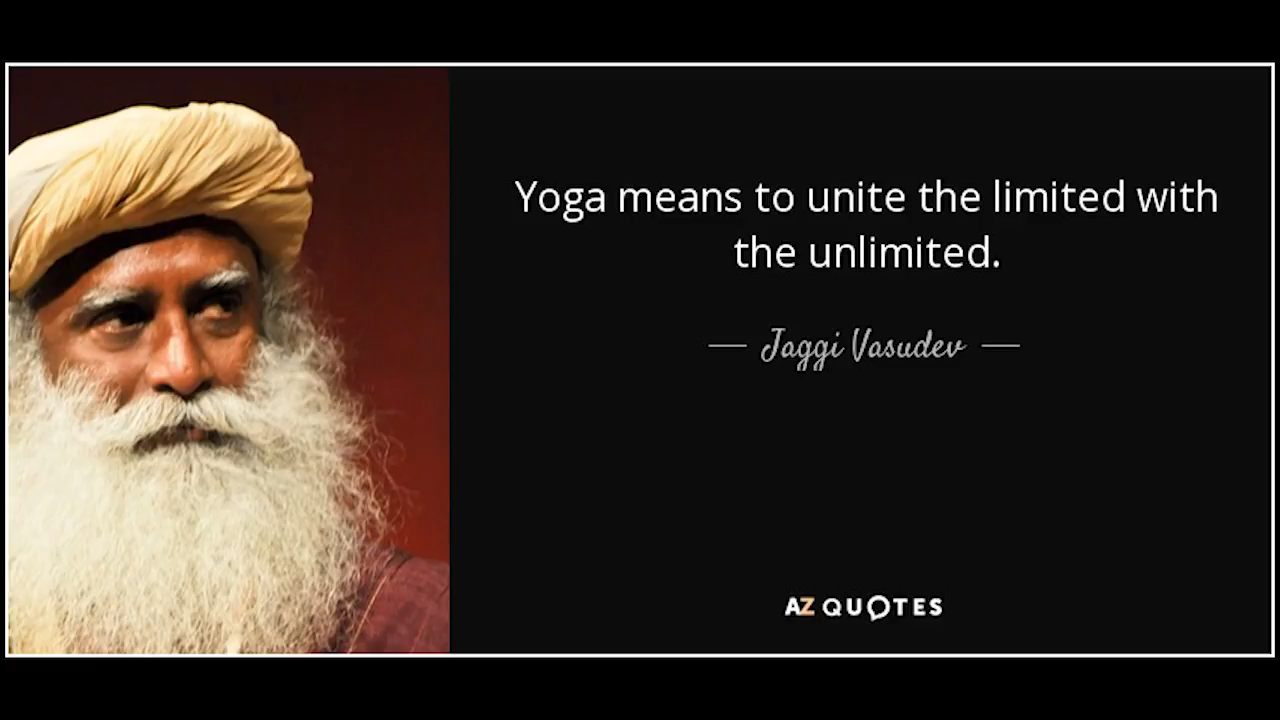 Yoga means to unite the limited with
the unlimited.
— Jaggi Vasudev —
AZ QUOTES